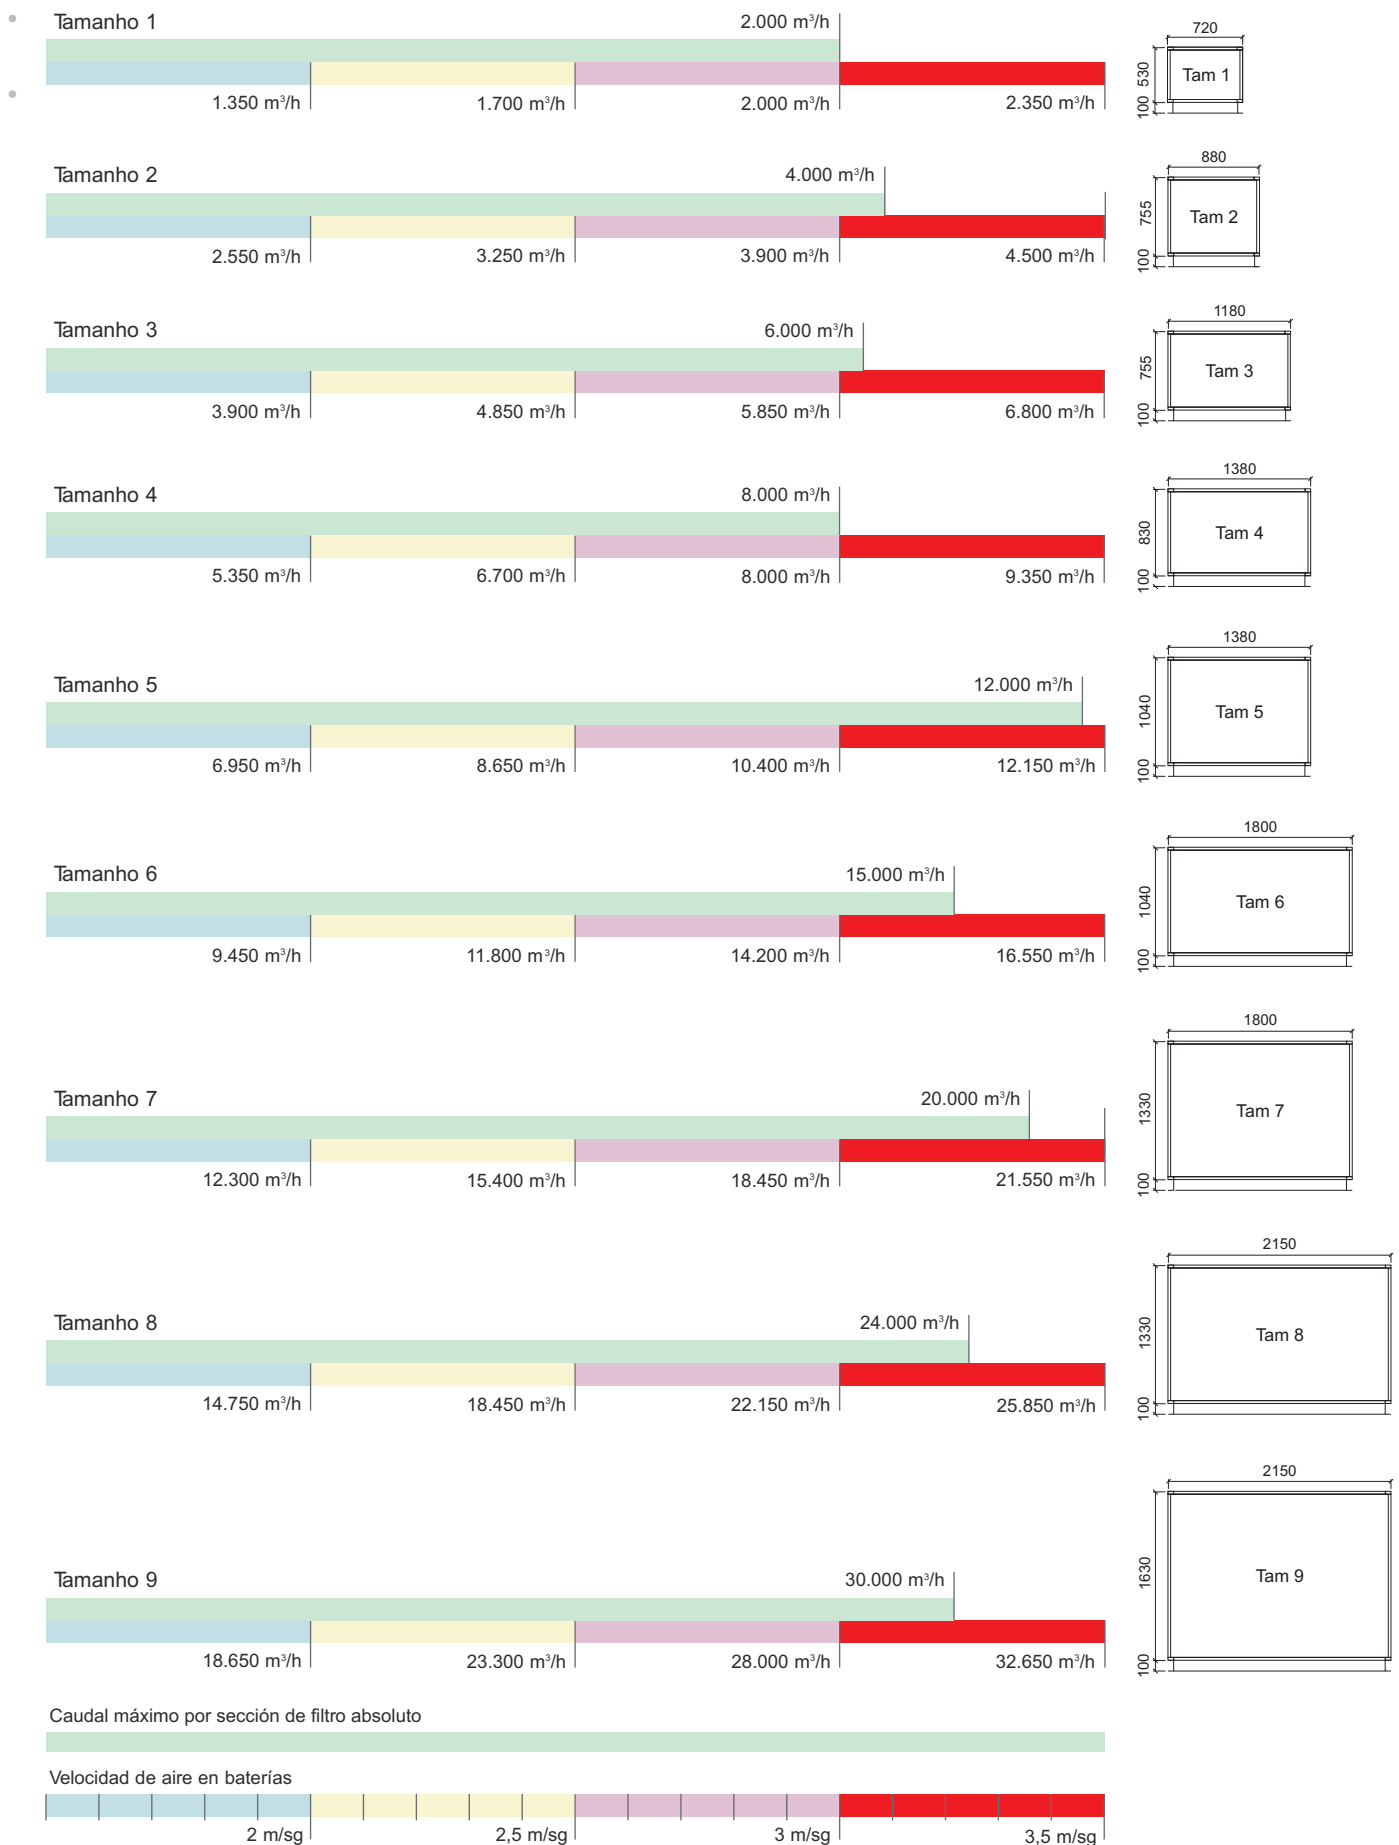 Tamanho 1
2.000 m³/h
1.350 m³/h 1.700 m³/h 2.000 m³/h 2.350 m³/h
720
530
100
Tam 1
Tamanho 2
4.000 m³/h
2.550 m³/h 3.250 m³/h 3.900 m³/h 4.500 m³/h
880
755
100
Tam 2
Tamanho 3
6.000 m³/h
3.900 m³/h 4.850 m³/h 5.850 m³/h 6.800 m³/h
1180
755
100
Tam 3
Tamanho 4
8.000 m³/h
5.350 m³/h 6.700 m³/h 8.000 m³/h 9.350 m³/h
1380
830
100
Tam 4
Tamanho 5
12.000 m³/h
6.950 m³/h 8.650 m³/h 10.400 m³/h 12.150 m³/h
1380
1040
100
Tam 5
Tamanho 6
15.000 m³/h
9.450 m³/h 11.800 m³/h 14.200 m³/h 16.550 m³/h
1800
1040
100
Tam 6
Tamanho 7
20.000 m³/h
12.300 m³/h 15.400 m³/h 18.450 m³/h 21.550 m³/h
1800
1330
100
Tam 7
Tamanho 8
24.000 m³/h
14.750 m³/h 18.450 m³/h 22.150 m³/h 25.850 m³/h
2150
1330
100
Tam 8
Tamanho 9
30.000 m³/h
18.650 m³/h 23.300 m³/h 28.000 m³/h 32.650 m³/h
2150
1630
100
Tam 9
Caudal máximo por sección de filtro absoluto
Velocidad de aire en baterías
2 m/sg 2,5 m/sg 3 m/sg 3,5 m/sg